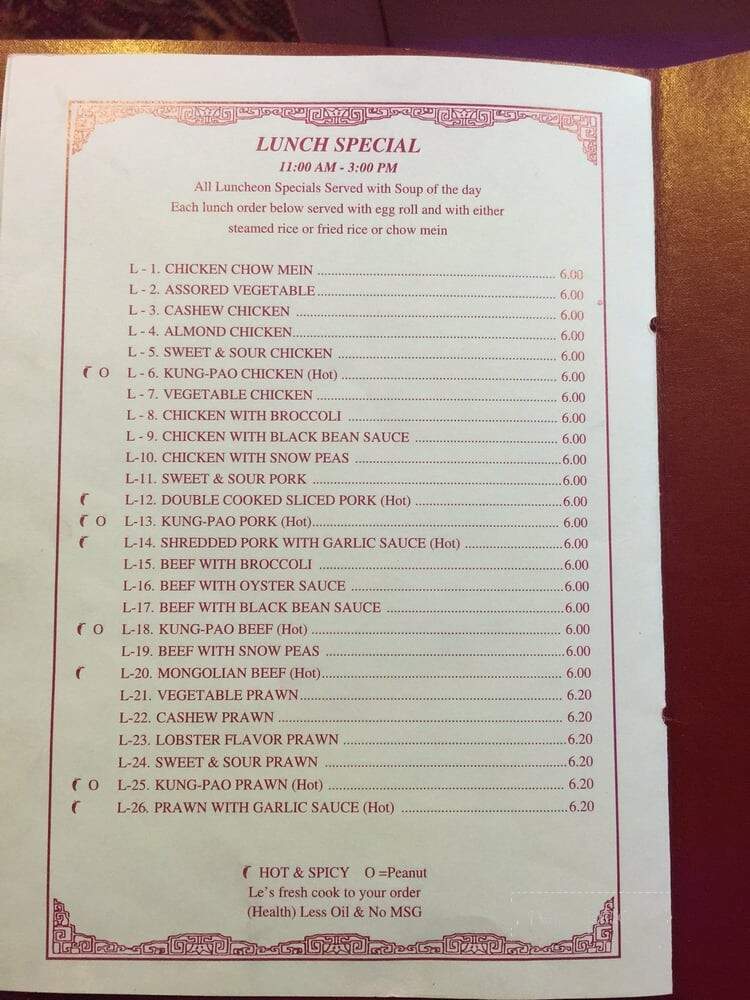 LUNCH SPECIAL
11:00 AM - 3:00 PM
All Luncheon Specials Served with Soup of the day
Each lunch order below served with egg roll and with either
steamed rice or fried rice or chow mein
L - 1. CHICKEN CHOW MEIN ........ 6.00
L - 2. ASSORED VEGETABLE ........ 6.00
L - 3. CASHEW CHICKEN ........ 6.00
L - 4. ALMOND CHICKEN ........ 6.00
L - 5. SWEET & SOUR CHICKEN ........ 6.00
O L - 6. KUNG-PAO CHICKEN (Hot) ........ 6.00
L - 7. VEGETABLE CHICKEN ........ 6.00
L - 8. CHICKEN WITH BROCCOLI ........ 6.00
L - 9. CHICKEN WITH BLACK BEAN SAUCE ........ 6.00
L-10. CHICKEN WITH SNOW PEAS ........ 6.00
L-11. SWEET & SOUR PORK ........ 6.00
L-12. DOUBLE COOKED SLICED PORK (Hot) ........ 6.00
O L-13. KUNG-PAO PORK (Hot) ........ 6.00
L-14. SHREDDED PORK WITH GARLIC SAUCE (Hot) ........ 6.00
L-15. BEEF WITH BROCCOLI ........ 6.00
L-16. BEEF WITH OYSTER SAUCE ........ 6.00
L-17. BEEF WITH BLACK BEAN SAUCE ........ 6.00
O L-18. KUNG-PAO BEEF (Hot) ........ 6.00
L-19. BEEF WITH SNOW PEAS ........ 6.00
L-20. MONGOLIAN BEEF (Hot) ........ 6.00
L-21. VEGETABLE PRAWN ........ 6.20
L-22. CASHEW PRAWN ........ 6.20
L-23. LOBSTER FLAVOR PRAWN ........ 6.20
L-24. SWEET & SOUR PRAWN ........ 6.20
O L-25. KUNG-PAO PRAWN (Hot) ........ 6.20
L-26. PRAWN WITH GARLIC SAUCE (Hot) ........ 6.20
HOT & SPICY O =Peanut
Le's fresh cook to your order
(Health) Less Oil & No MSG